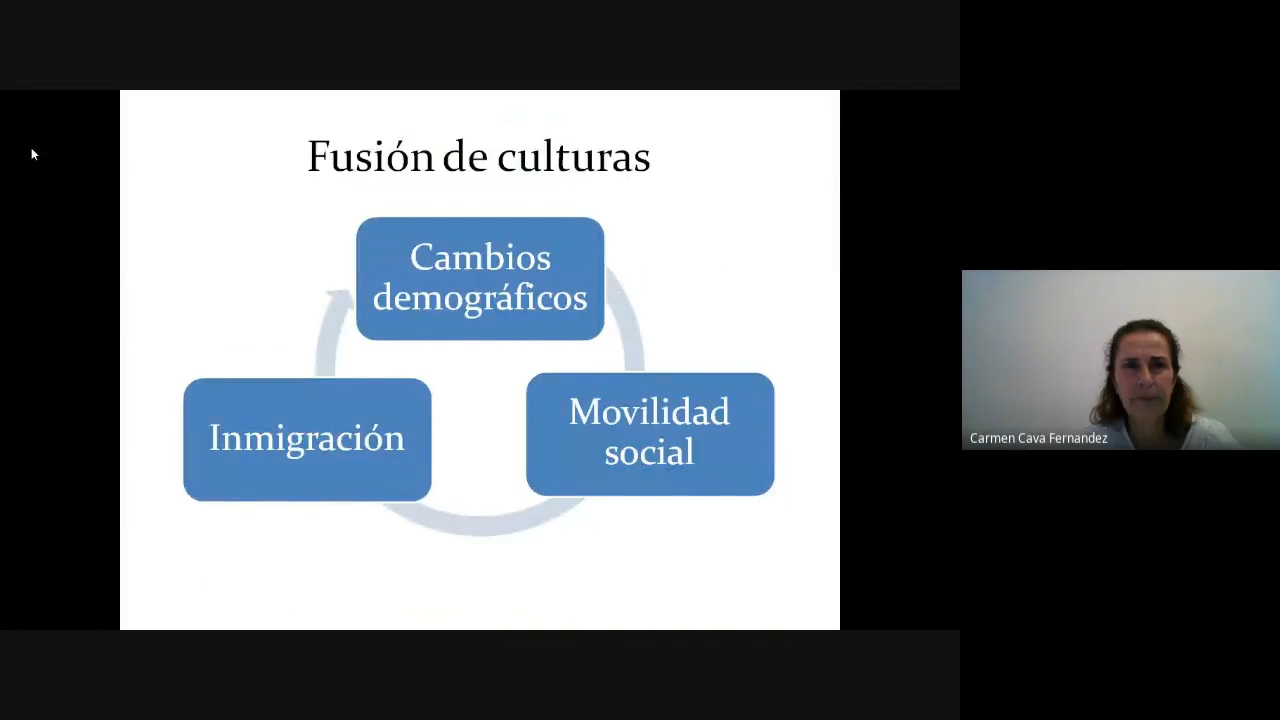 Fusión de culturas
Cambios
demográficos
Movilidad
social
Inmigración
Carmen Cava Fernandez